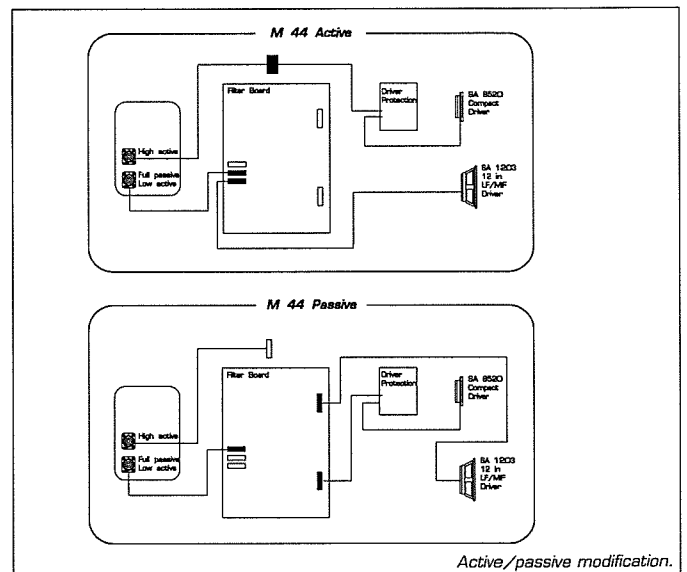 M 44 Active
Filter Board
Driver
Protection
SA 8520
Compact
Driver
High active
Full passive
Low active
SA 1203
12 in
LF/MF
Driver
M 44 Passive
Filter Board
Driver
Protection
SA 8520
Compact
Driver
High active
Full passive
Low active
SA 1203
12 in
LF/MF
Driver
Active/passive modification.